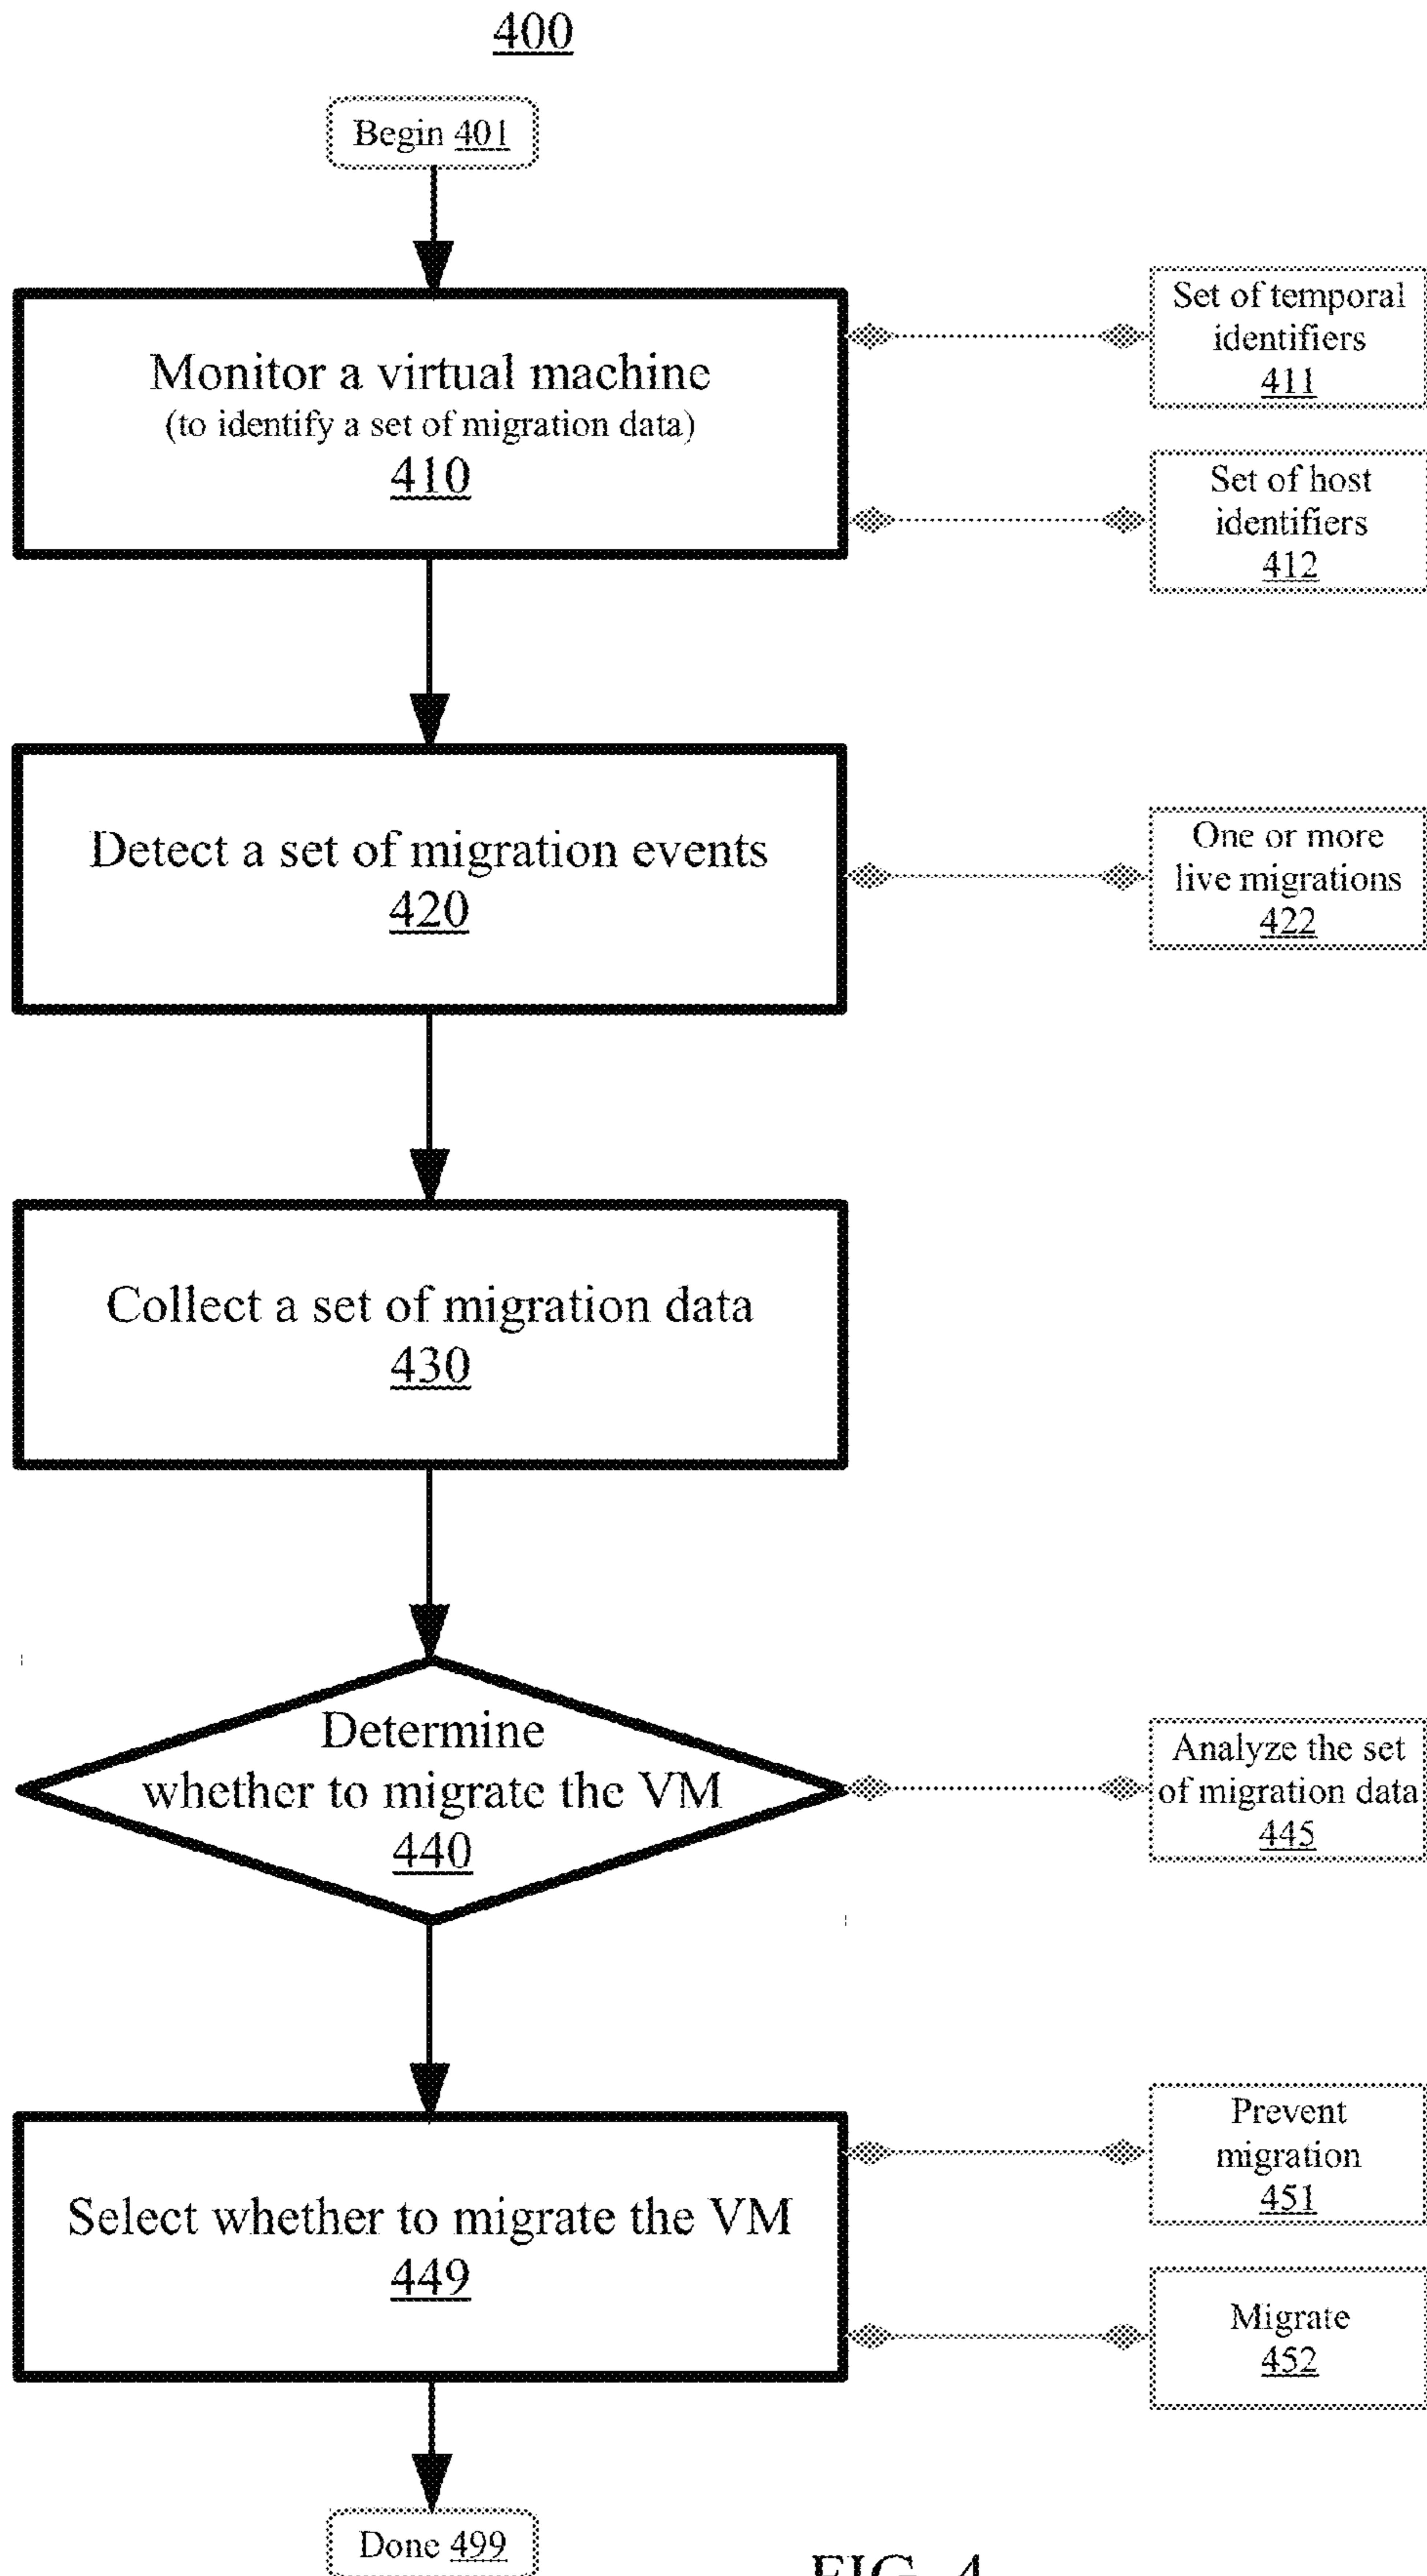 400
Begin 401
Monitor a virtual machine
(to identify a set of migration data)
410
Set of temporal
identifiers
411
Set of host
identifiers
412
Detect a set of migration events
420
One or more
live migrations
422
Collect a set of migration data
430
Determine
whether to migrate the VM
440
Analyze the set
of migration data
445
Select whether to migrate the VM
449
Prevent
migration
451
Migrate
452
Done 499
FIG. 4